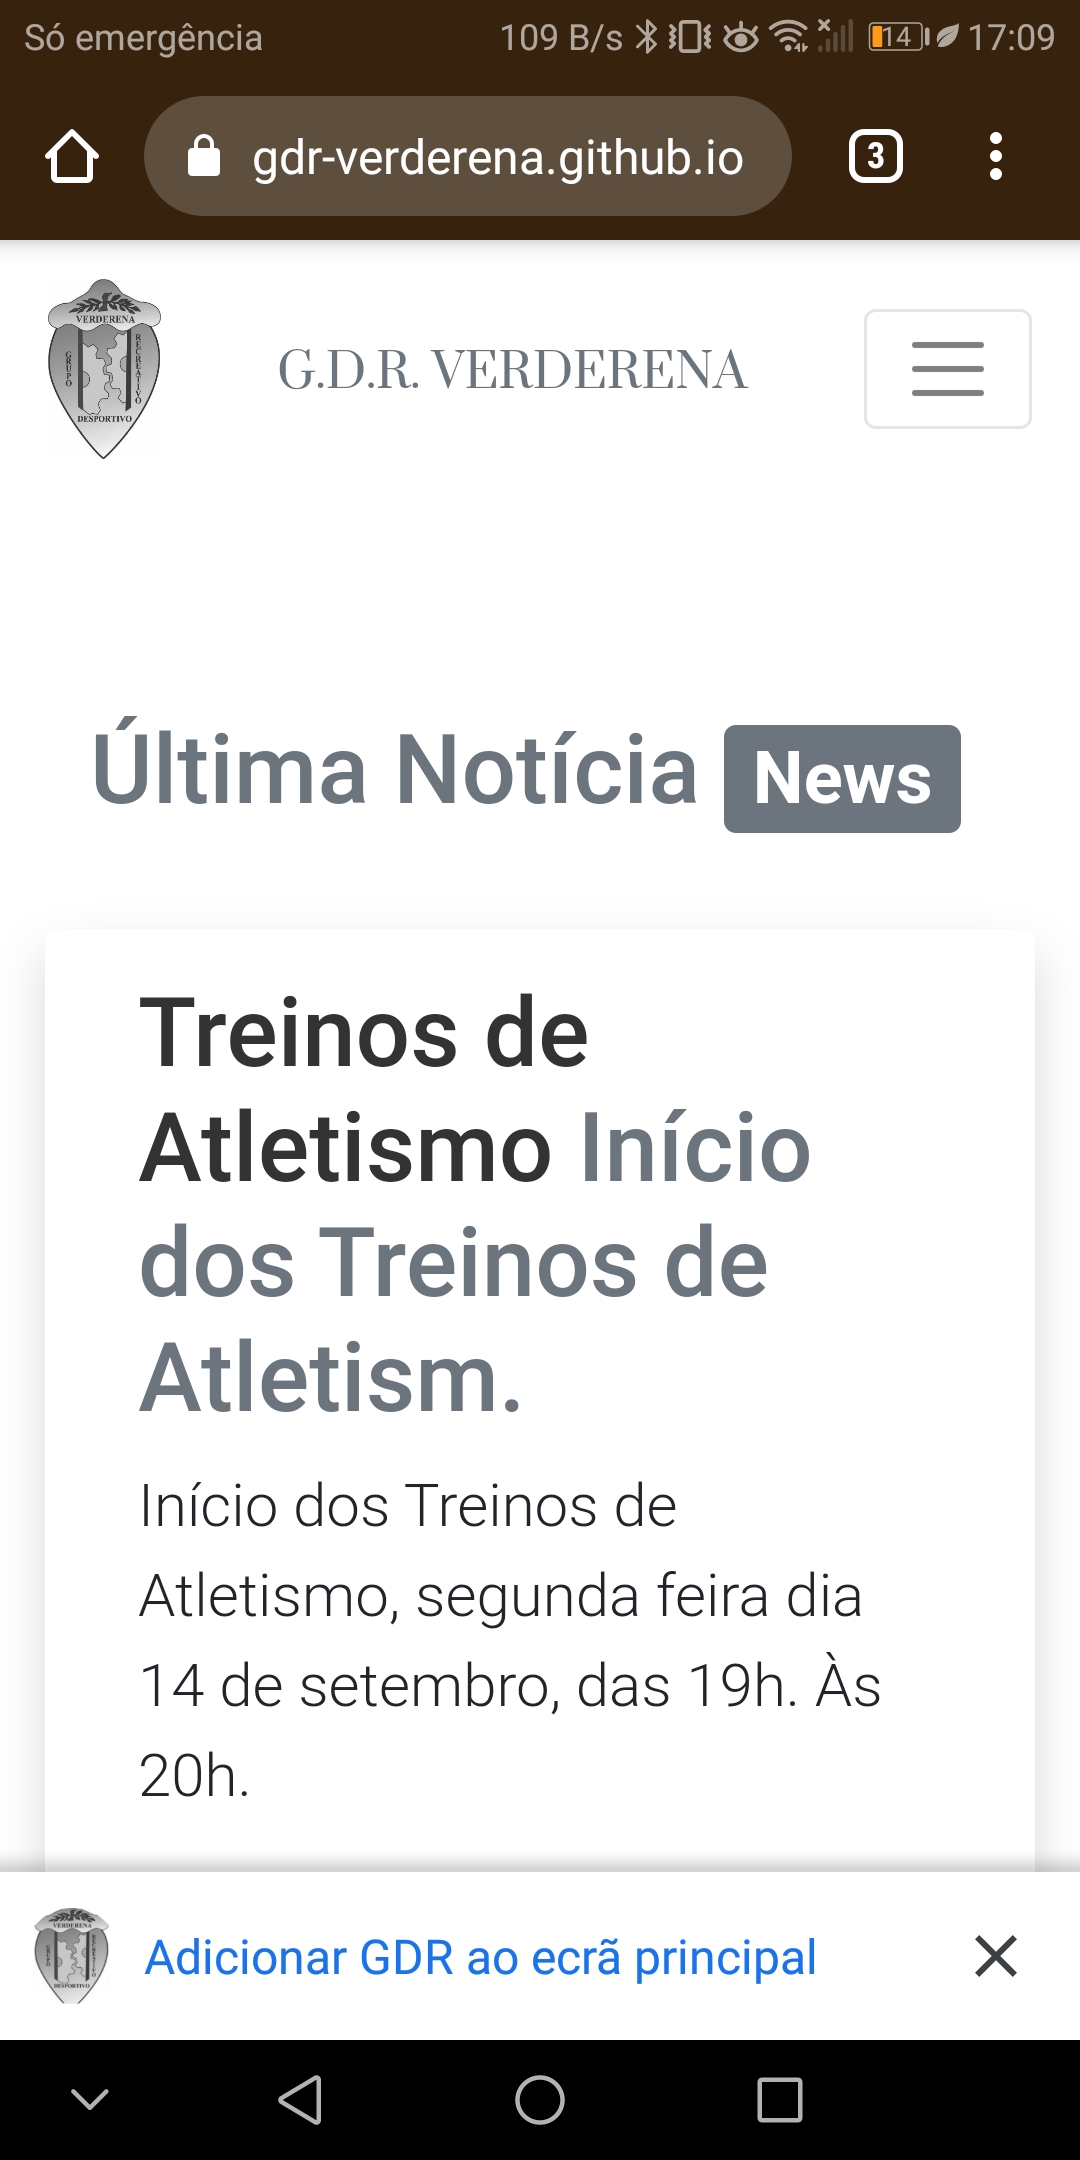 Só emergência 109 B/s 14 17:09
gdr-verderena.github.io 3
VERDERENA
GRUPO
RECREATIVO
DESPORTIVO
G.D.R. VERDERENA
Última Notícia News
Treinos de
Atletismo Início
dos Treinos de
Atletism.
Início dos Treinos de
Atletismo, segunda feira dia
14 de setembro, das 19h. Às
20h.
VERDERENA
DESPORTIVO
Adicionar GDR ao ecrã principal